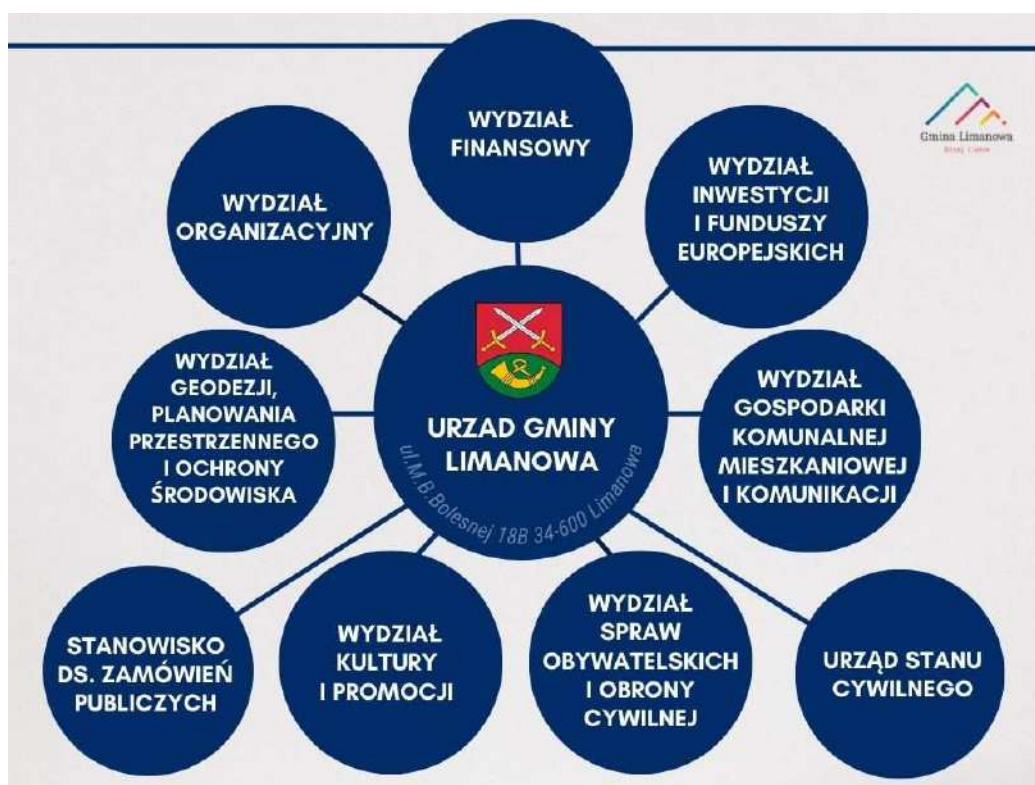 WYDZIAŁ
FINANSOWY
Gmina Limanowa
WYDZIAŁ
INWESTYCJI
I FUNDUSZY
EUROPEJSKICH
WYDZIAŁ
ORGANIZACYJNY
WYDZIAŁ
GEODEZJI,
PLANOWANIA
PRZESTRZENNEGO
I OCHRONY
ŚRODOWISKA
URZAD GMINY
LIMANOWA
ul.M.B.Bolesnej 18B 34-600 Limanowa
WYDZIAŁ
GOSPODARKI
KOMUNALNEJ
MIESZKANIOWEJ
I KOMUNIKACJI
STANOWISKO
DS. ZAMÓWIEŃ
PUBLICZYCH
WYDZIAŁ
KULTURY
I PROMOCJI
WYDZIAŁ
SPRAW
OBYWATELSKICH
I OBRONY
CYWILNEJ
URZĄD STANU
CYWILNEGO